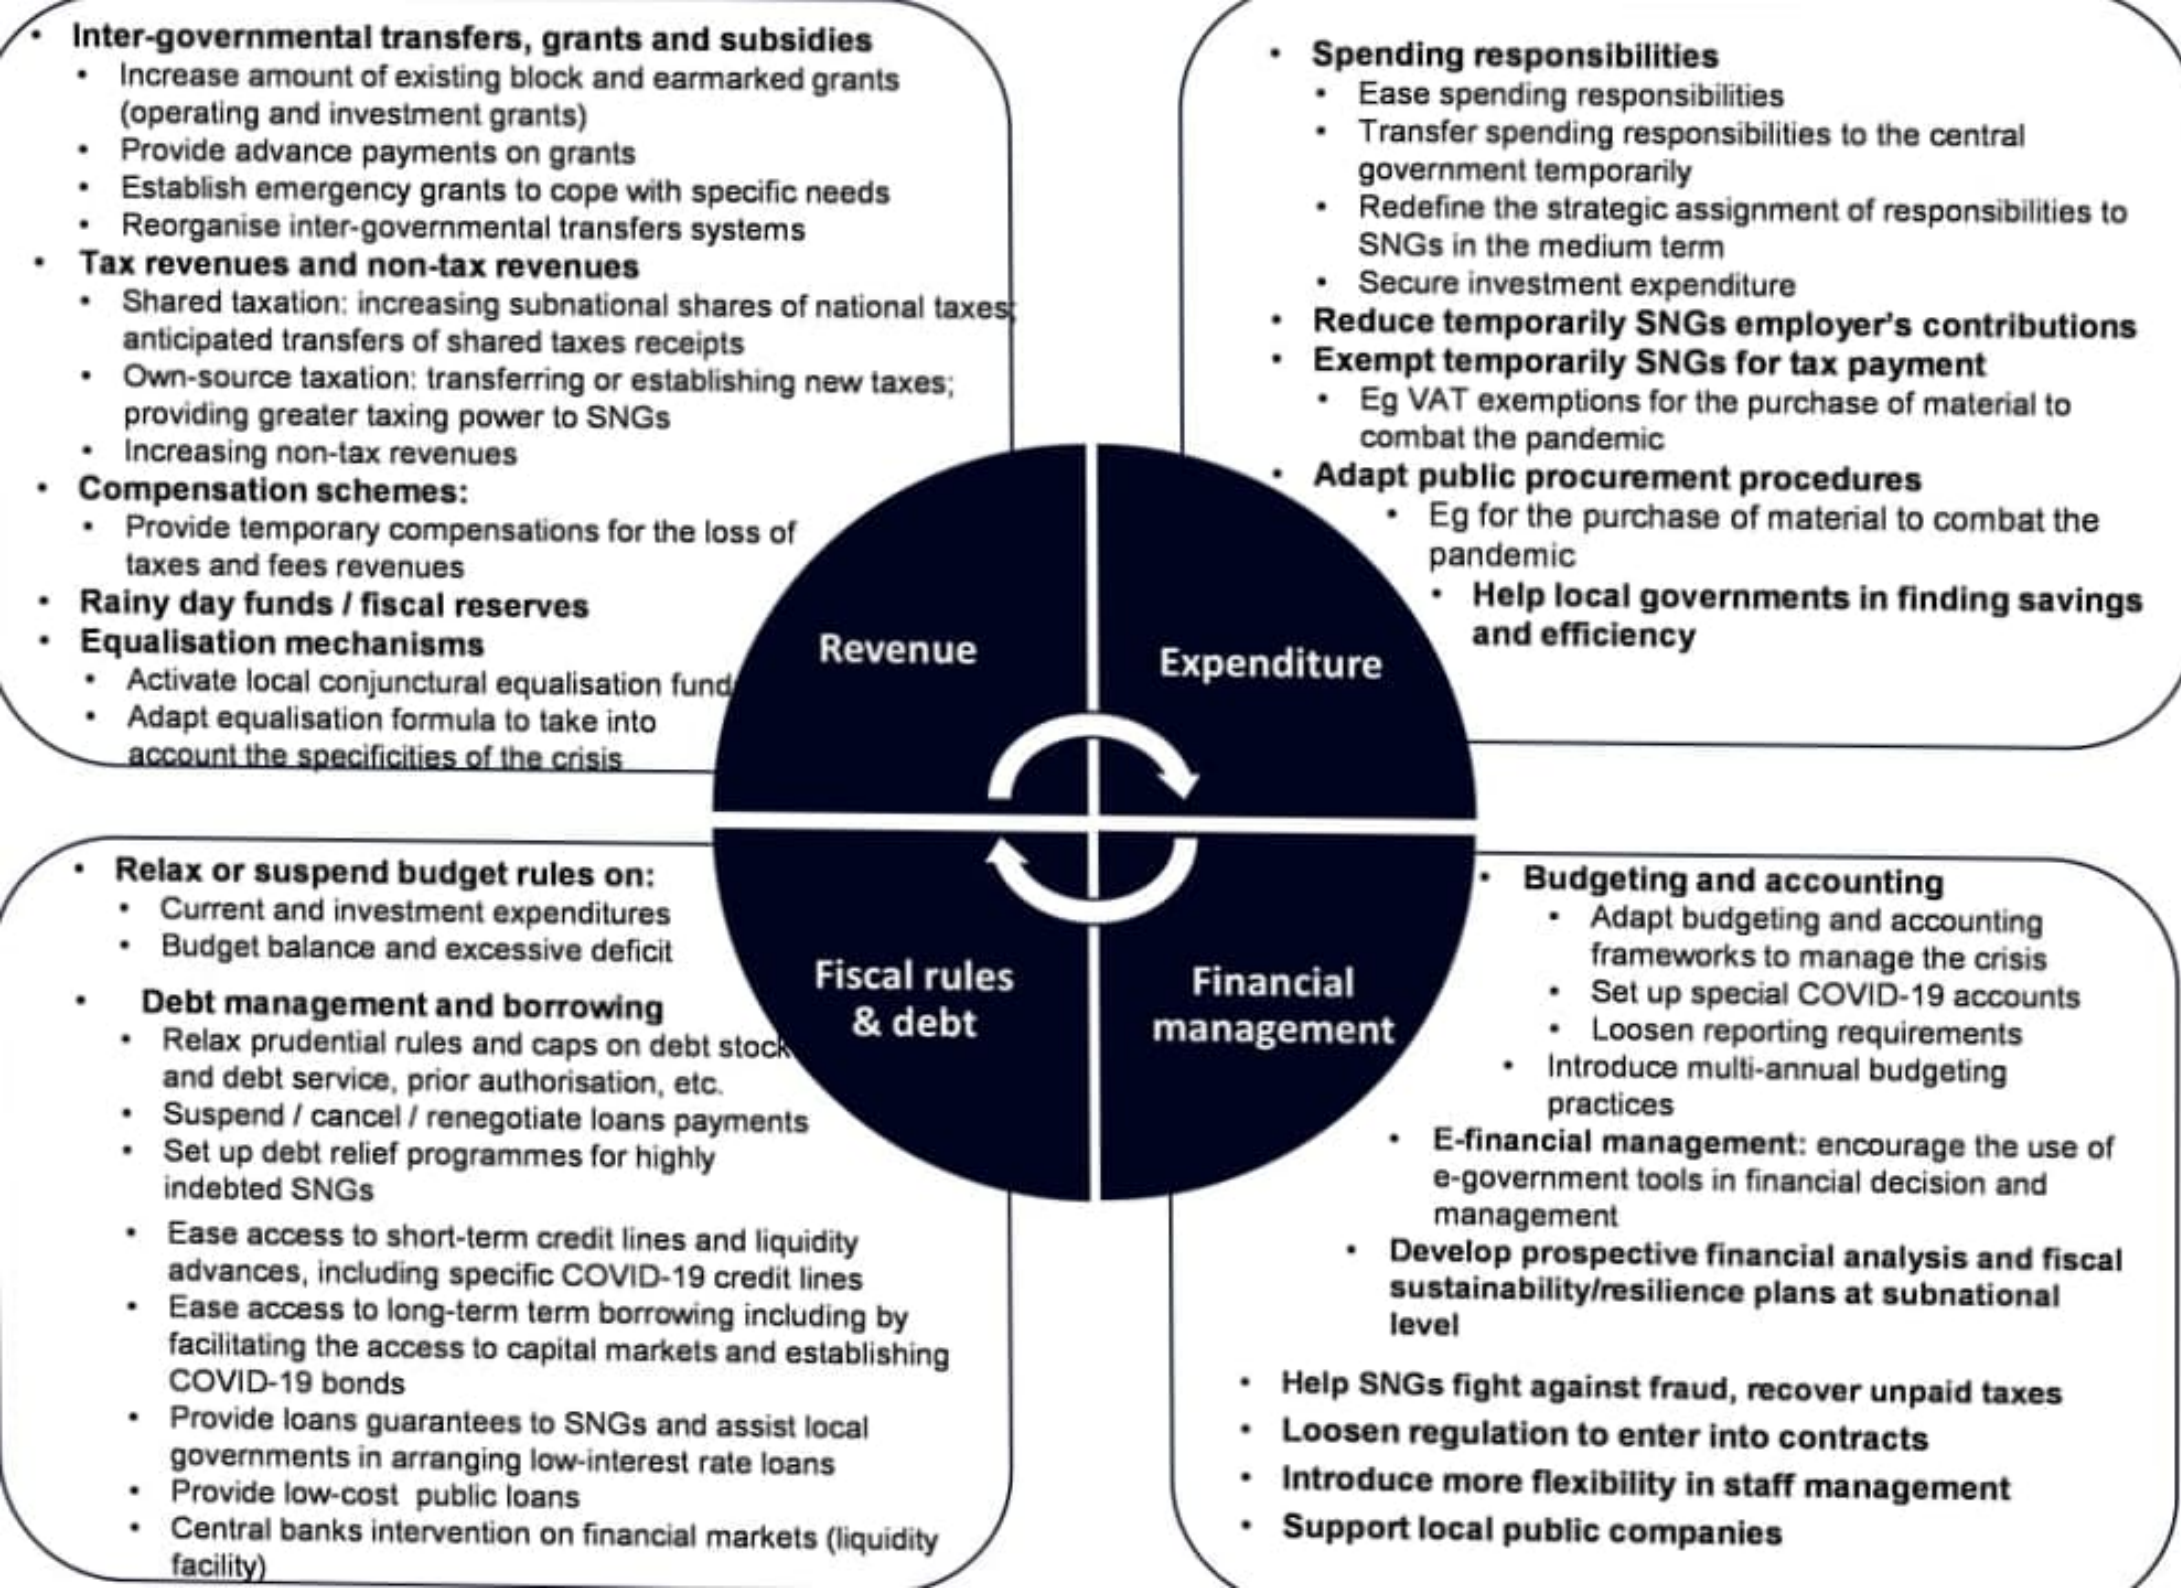 • Inter-governmental transfers, grants and subsidies
• Increase amount of existing block and earmarked grants
(operating and investment grants)
• Provide advance payments on grants
• Establish emergency grants to cope with specific needs
• Reorganise inter-governmental transfers systems
• Tax revenues and non-tax revenues
• Shared taxation: increasing subnational shares of national taxes;
anticipated transfers of shared taxes receipts
• Own-source taxation: transferring or establishing new taxes;
providing greater taxing power to SNGs
• Increasing non-tax revenues
• Compensation schemes:
• Provide temporary compensations for the loss of
taxes and fees revenues
• Rainy day funds / fiscal reserves
• Equalisation mechanisms
• Activate local conjunctural equalisation fund
• Adapt equalisation formula to take into
account the specificities of the crisis
• Spending responsibilities
• Ease spending responsibilities
• Transfer spending responsibilities to the central
government temporarily
• Redefine the strategic assignment of responsibilities to
SNGs in the medium term
• Secure investment expenditure
• Reduce temporarily SNGs employer's contributions
• Exempt temporarily SNGs for tax payment
• Eg VAT exemptions for the purchase of material to
combat the pandemic
• Adapt public procurement procedures
• Eg for the purchase of material to combat the
pandemic
• Help local governments in finding savings
and efficiency
Revenue
Expenditure
Fiscal rules
& debt
Financial
management
• Relax or suspend budget rules on:
• Current and investment expenditures
• Budget balance and excessive deficit
• Debt management and borrowing
• Relax prudential rules and caps on debt stock
and debt service, prior authorisation, etc.
• Suspend / cancel / renegotiate loans payments
• Set up debt relief programmes for highly
indebted SNGs
• Ease access to short-term credit lines and liquidity
advances, including specific COVID-19 credit lines
• Ease access to long-term term borrowing including by
facilitating the access to capital markets and establishing
COVID-19 bonds
• Provide loans guarantees to SNGs and assist local
governments in arranging low-interest rate loans
• Provide low-cost public loans
• Central banks intervention on financial markets (liquidity
facility)
• Budgeting and accounting
• Adapt budgeting and accounting
frameworks to manage the crisis
• Set up special COVID-19 accounts
• Loosen reporting requirements
• Introduce multi-annual budgeting
practices
• E-financial management: encourage the use of
e-government tools in financial decision and
management
• Develop prospective financial analysis and fiscal
sustainability/resilience plans at subnational
level
• Help SNGs fight against fraud, recover unpaid taxes
• Loosen regulation to enter into contracts
• Introduce more flexibility in staff management
• Support local public companies